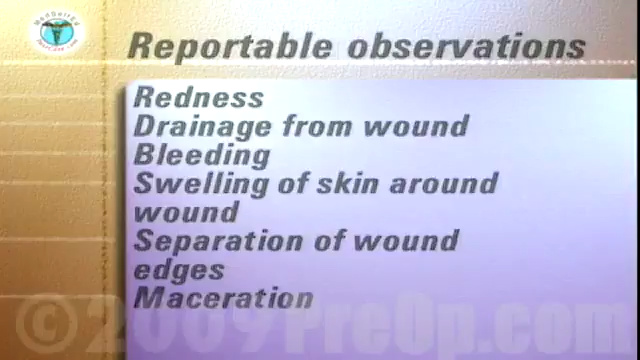 Reportable observations
Redness
Drainage from wound
Bleeding
Swelling of skin around
wound
Separation of wound
edges
Maceration
©2009PreOp.com